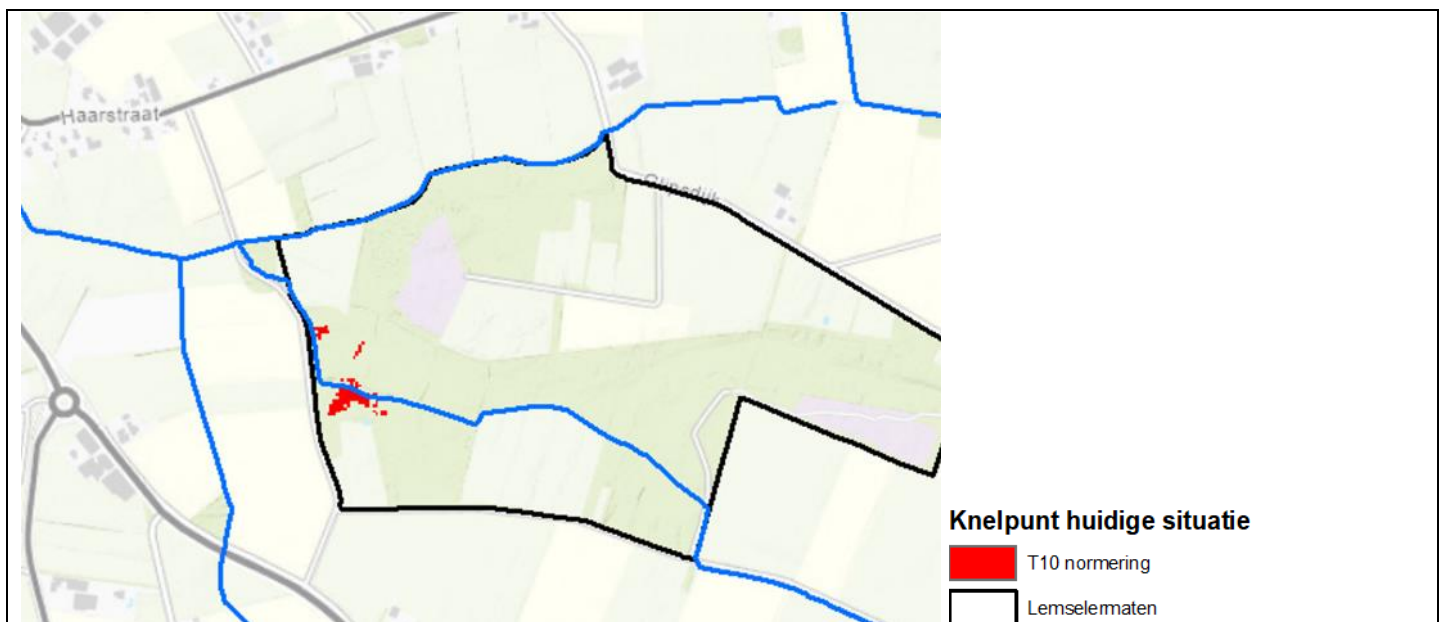 Haarstraat
Knelpunt huidige situatie
T10 normering
Lemselermaten